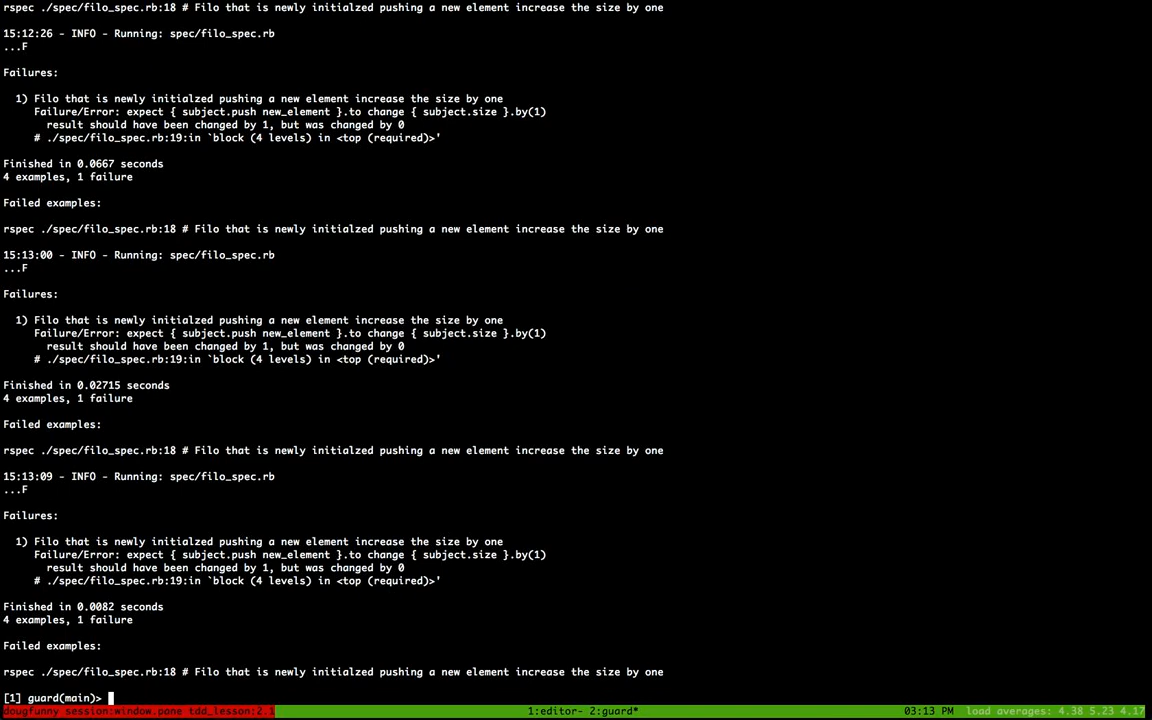 rspec ./spec/filo_spec.rb:18 # Filo that is newly initialzed pushing a new element increase the size by one
15:12:26 - INFO - Running: spec/filo_spec.rb
...F
Failures:
1) Filo that is newly initialzed pushing a new element increase the size by one
Failure/Error: expect { subject.push new_element }.to change { subject.size }.by(1)
result should have been changed by 1, but was changed by 0
# ./spec/filo_spec.rb:19:in `block (4 levels) in <top (required)>'
Finished in 0.0667 seconds
4 examples, 1 failure
Failed examples:
rspec ./spec/filo_spec.rb:18 # Filo that is newly initialzed pushing a new element increase the size by one
15:13:00 - INFO - Running: spec/filo_spec.rb
...F
Failures:
1) Filo that is newly initialzed pushing a new element increase the size by one
Failure/Error: expect { subject.push new_element }.to change { subject.size }.by(1)
result should have been changed by 1, but was changed by 0
# ./spec/filo_spec.rb:19:in `block (4 levels) in <top (required)>'
Finished in 0.02715 seconds
4 examples, 1 failure
Failed examples:
rspec ./spec/filo_spec.rb:18 # Filo that is newly initialzed pushing a new element increase the size by one
15:13:09 - INFO - Running: spec/filo_spec.rb
...F
Failures:
1) Filo that is newly initialzed pushing a new element increase the size by one
Failure/Error: expect { subject.push new_element }.to change { subject.size }.by(1)
result should have been changed by 1, but was changed by 0
# ./spec/filo_spec.rb:19:in `block (4 levels) in <top (required)>'
Finished in 0.0082 seconds
4 examples, 1 failure
Failed examples:
rspec ./spec/filo_spec.rb:18 # Filo that is newly initialzed pushing a new element increase the size by one
[1] guard(main)>
dougfunny session:window.pane tdd_lesson:2.1 1:editor- 2:guard* 03:13 PM load averages: 4.38 5.23 4.17